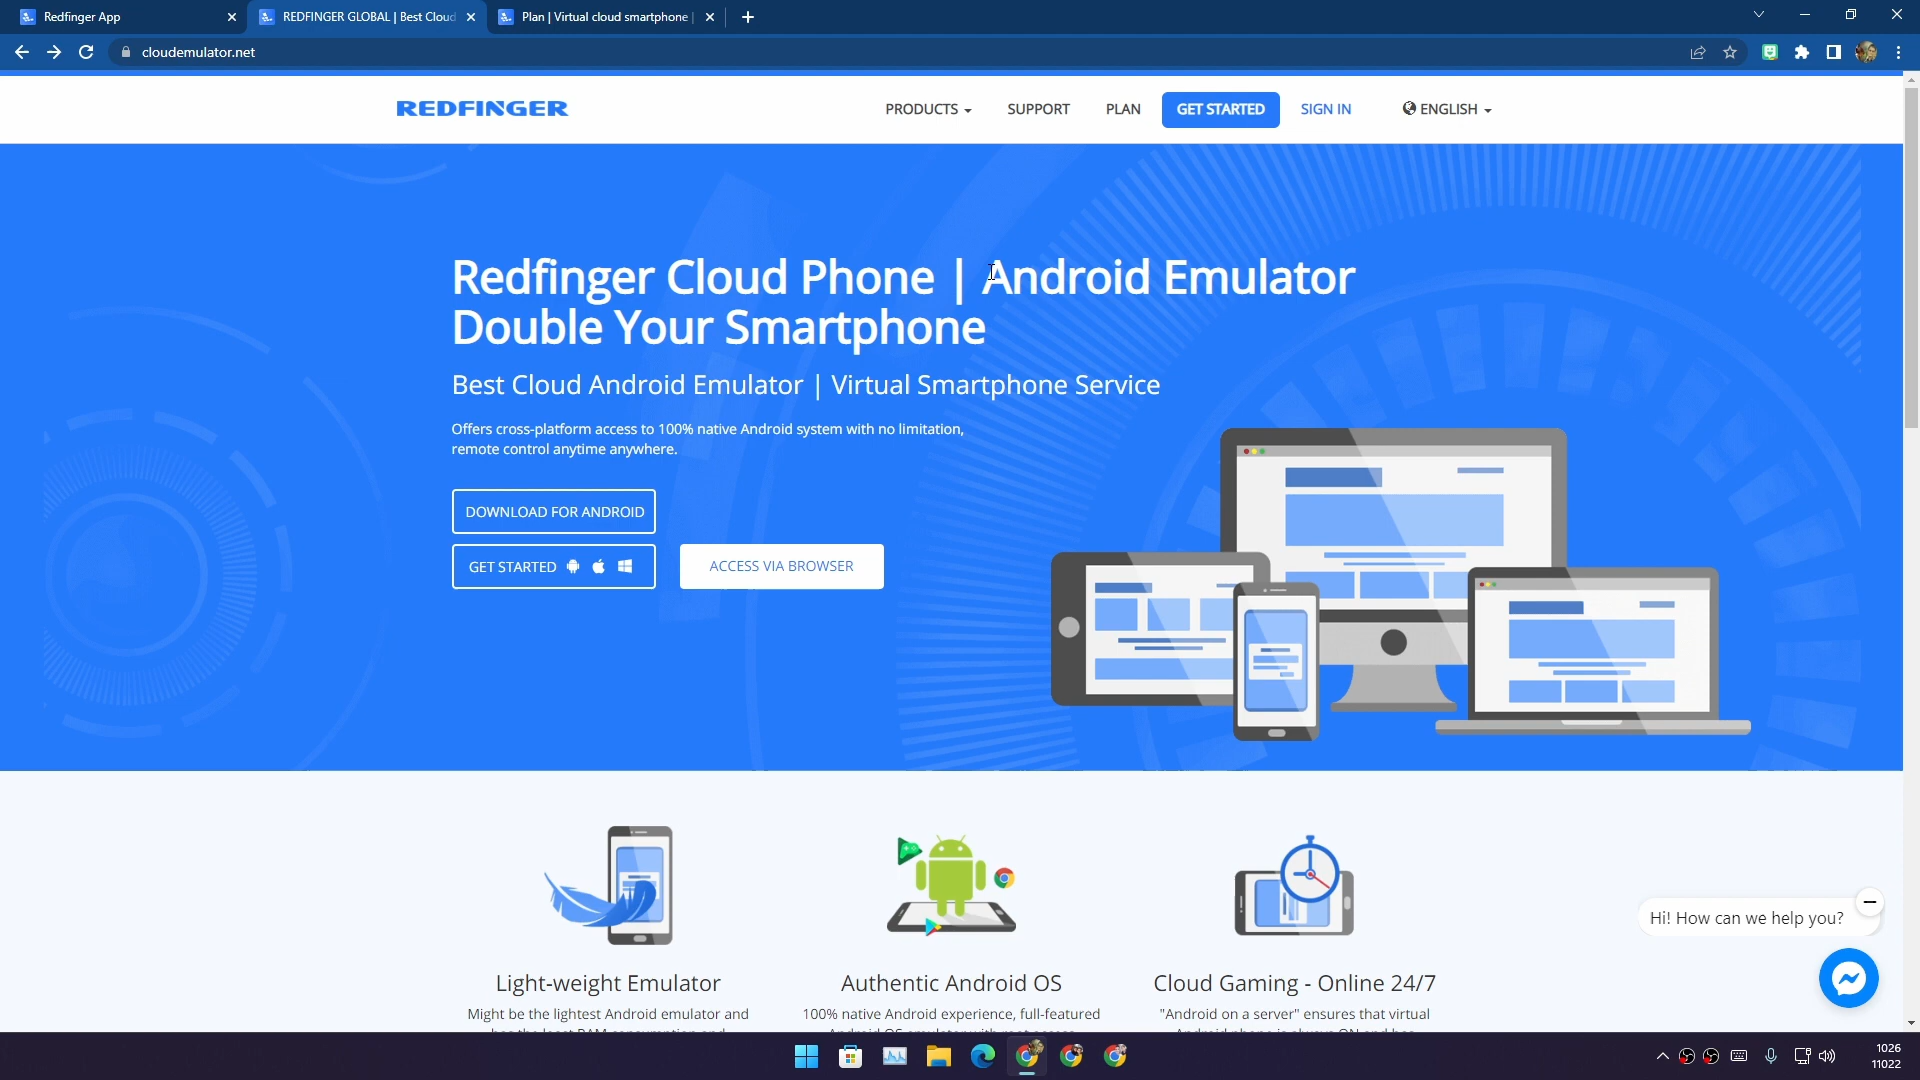 Redfinger App
REDFINGER GLOBAL | Best Cloud
Plan | Virtual cloud smartphone |
cloudemulator.net
REDFINGER
PRODUCTS
SUPPORT
PLAN
GET STARTED
SIGN IN
ENGLISH
Redfinger Cloud Phone | Android Emulator
Double Your Smartphone
Best Cloud Android Emulator | Virtual Smartphone Service
Offers cross-platform access to 100% native Android system with no limitation,
remote control anytime anywhere.
DOWNLOAD FOR ANDROID
GET STARTED
ACCESS VIA BROWSER
Light-weight Emulator
Might be the lightest Android emulator and
Authentic Android OS
100% native Android experience, full-featured
Cloud Gaming - Online 24/7
"Android on a server" ensures that virtual
Hi! How can we help you?
1026
11022